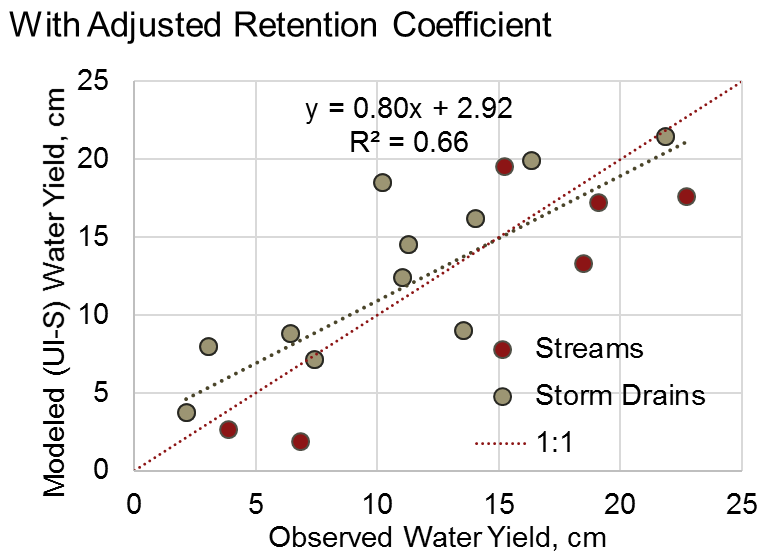 With Adjusted Retention Coefficient
25
20
15
10
5
0
Modeled (UI-S) Water Yield, cm
y = 0.80x + 2.92
R² = 0.66
Streams
Storm Drains
1:1
0 5 10 15 20 25
Observed Water Yield, cm